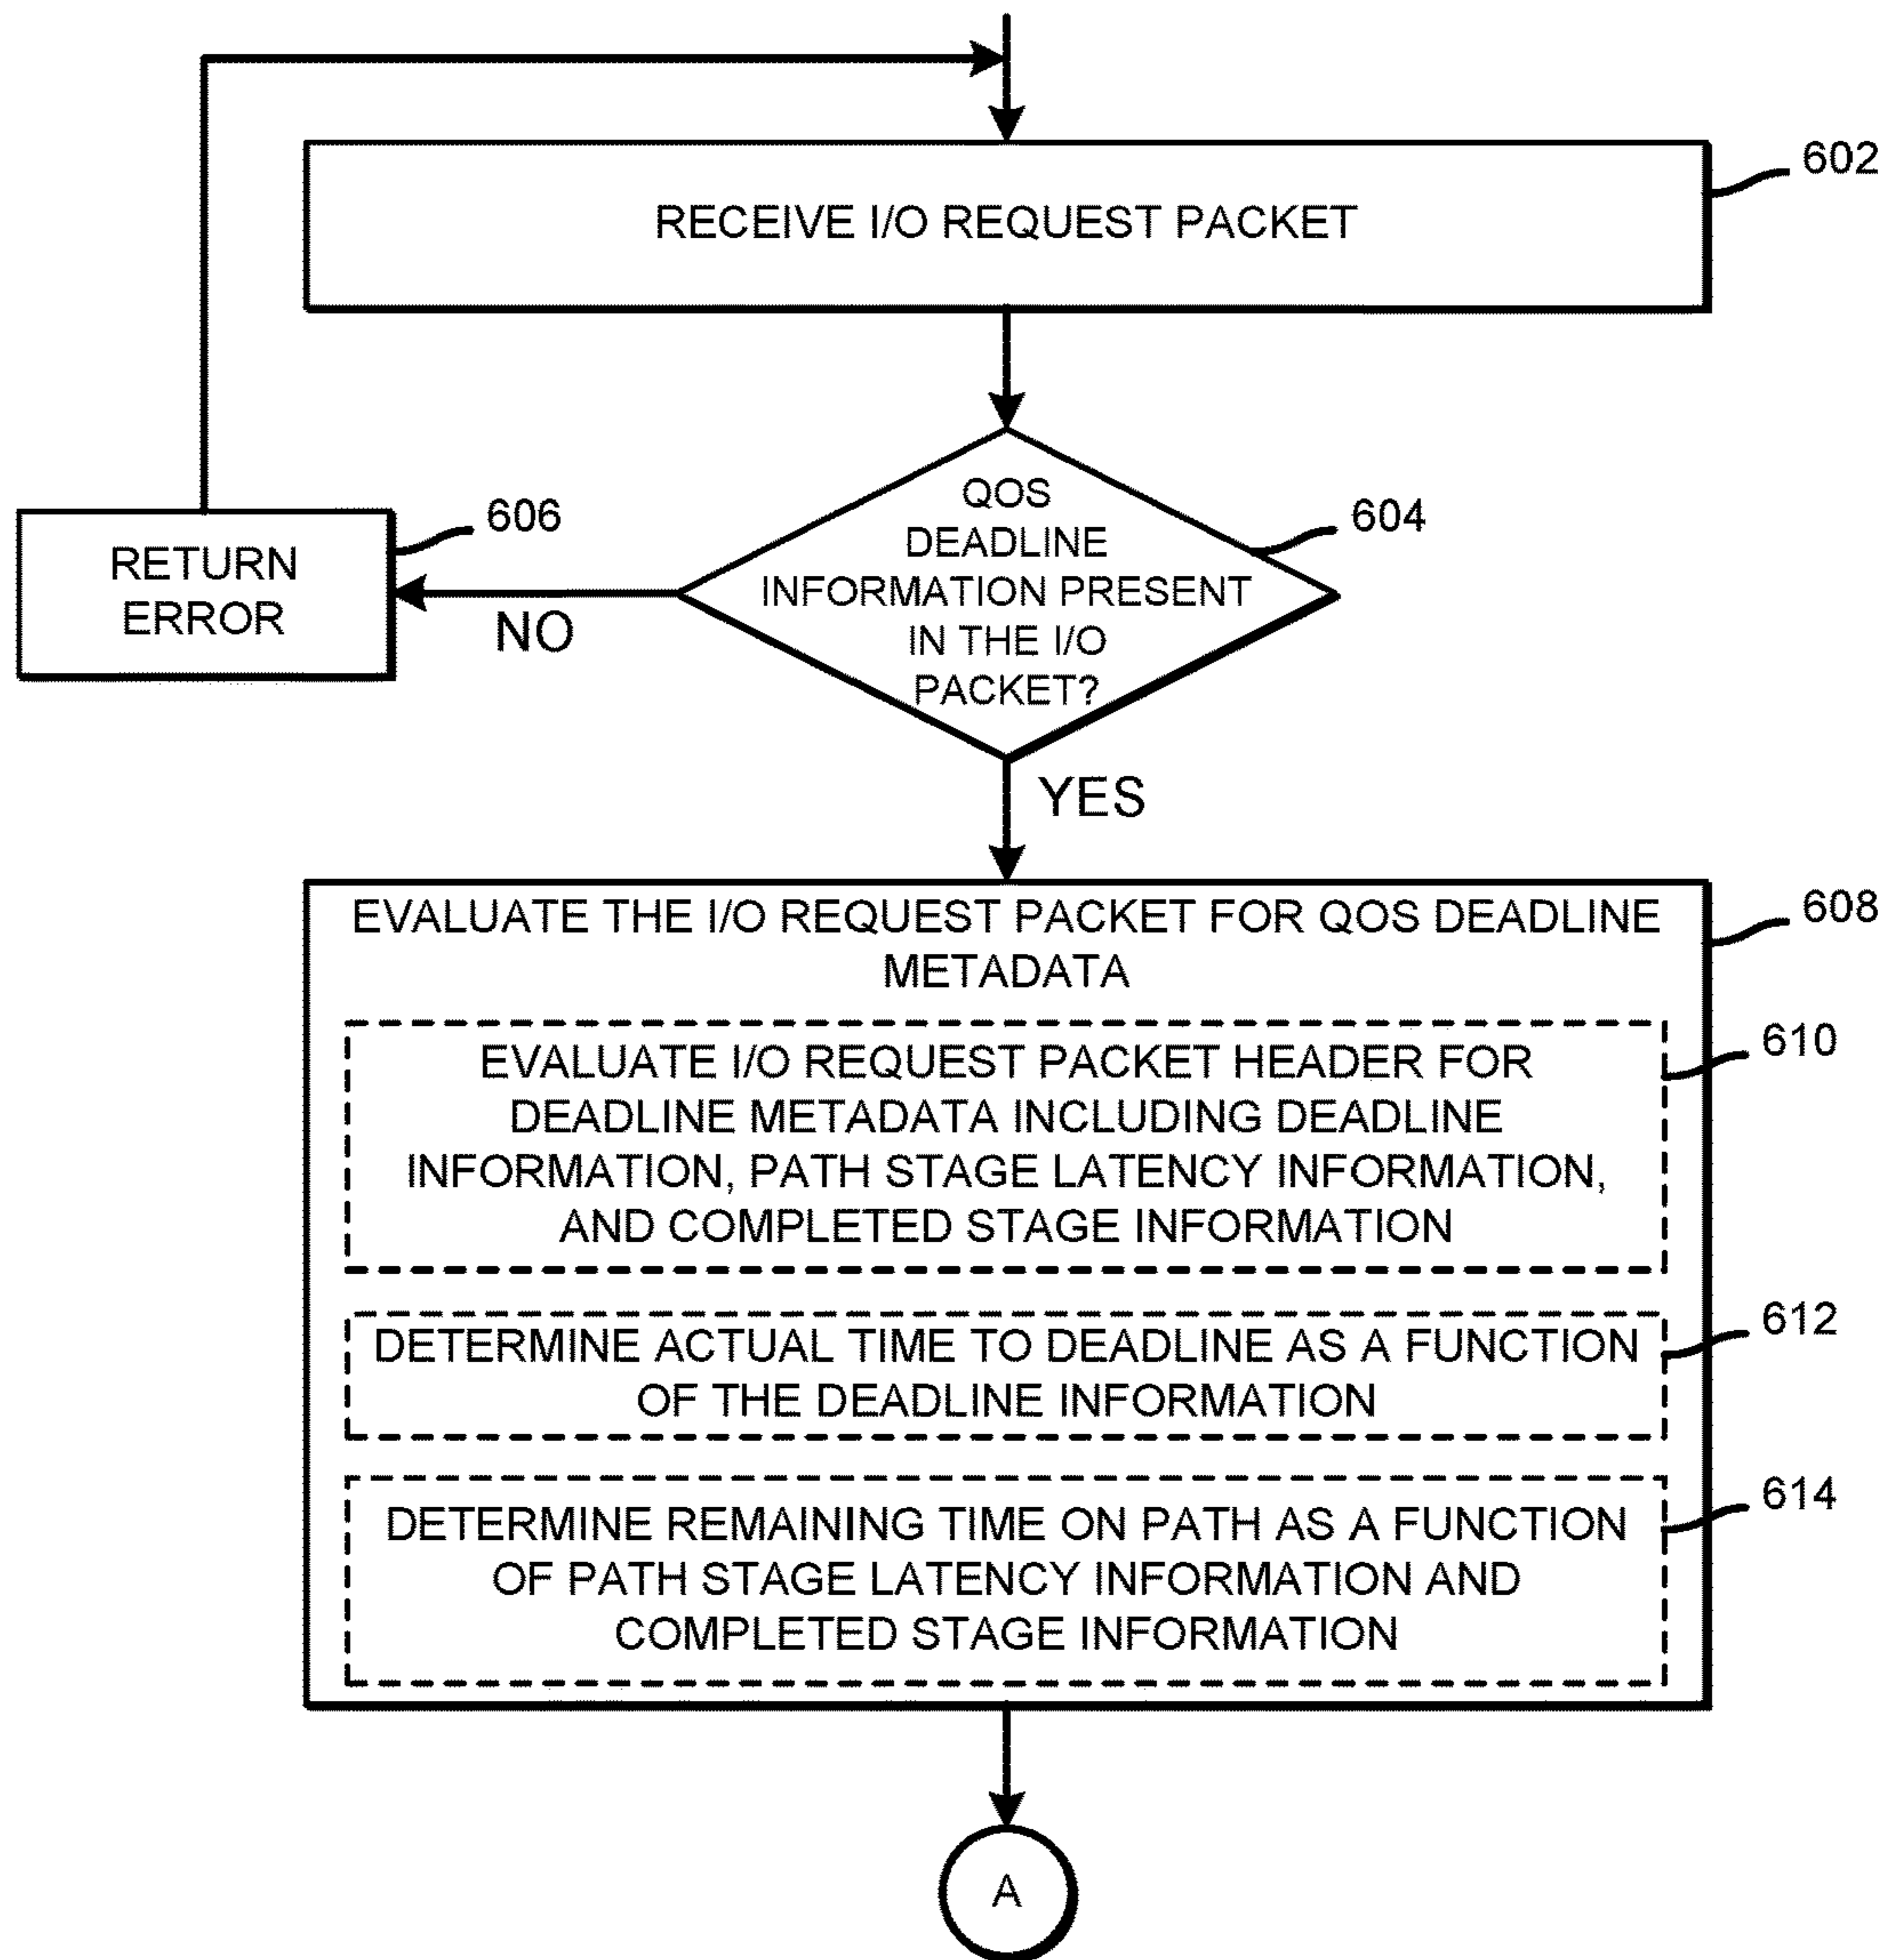 602
RECEIVE I/O REQUEST PACKET
604
QOS
DEADLINE
INFORMATION PRESENT
IN THE I/O
PACKET?
606
RETURN
ERROR
NO
YES
608
EVALUATE THE I/O REQUEST PACKET FOR QOS DEADLINE
METADATA
610
EVALUATE I/O REQUEST PACKET HEADER FOR
DEADLINE METADATA INCLUDING DEADLINE
INFORMATION, PATH STAGE LATENCY INFORMATION,
AND COMPLETED STAGE INFORMATION
612
DETERMINE ACTUAL TIME TO DEADLINE AS A FUNCTION
OF THE DEADLINE INFORMATION
614
DETERMINE REMAINING TIME ON PATH AS A FUNCTION
OF PATH STAGE LATENCY INFORMATION AND
COMPLETED STAGE INFORMATION
A